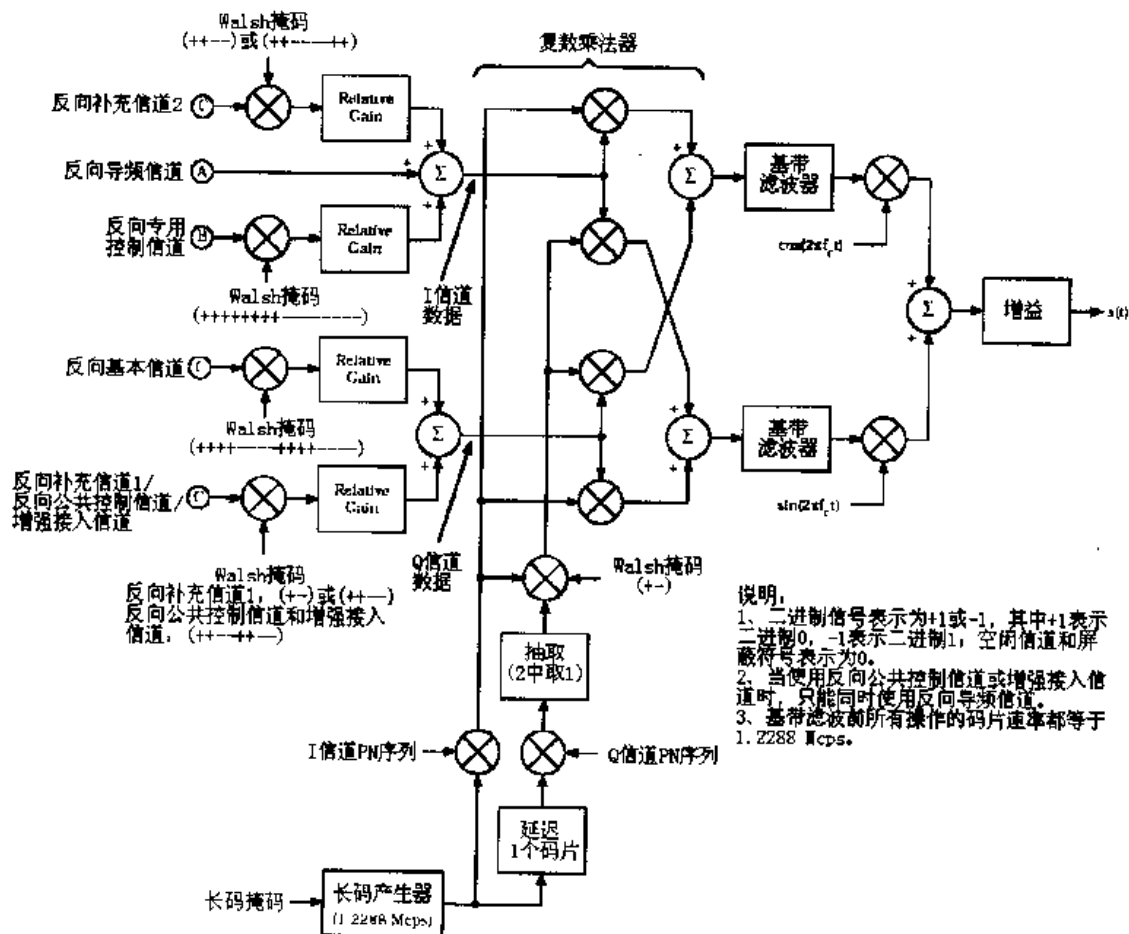 Walsh掩码
(++--)或(++----++)
复数乘法器
反向补充信道2
C
Relative
Gain
反向导频信道
A
Σ
Σ
基带
滤波器
反向专用
控制信道
B
Relative
Gain
cos(2πfct)
Walsh掩码
(++++++++--------)
I信道
数据
Σ
增益
s(t)
反向基本信道
C
Relative
Gain
Walsh掩码
(++++----++++----)
Σ
Σ
基带
滤波器
反向补充信道1/
反向公共控制信道/
增强接入信道
C
Relative
Gain
sin(2πfct)
Q信道
数据
Walsh掩码
反向补充信道1,(+-)或(++--)
反向公共控制信道和增强接入
信道:(++--++--)
Walsh掩码
(+-)
抽取
(2中取1)
说明:
1、二进制信号表示为+1或-1,其中+1表示
二进制0,-1表示二进制1,空闲信道和屏
蔽符号表示为0。
2、当使用反向公共控制信道或增强接入信
道时,只能同时使用反向导频信道。
3、基带滤波前所有操作的码片速率都等于
1.2288 Mcps。
I信道PN序列
Q信道PN序列
延迟
1个码片
长码掩码
长码产生器
(1.2288 Mcps)